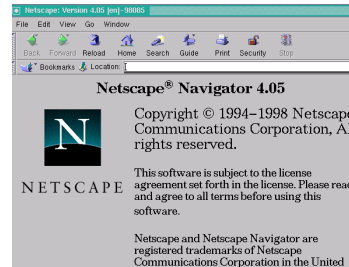 Netscape: Version 4.05 [en]-98085
File Edit View Go Window
Back Forward Reload Home Search Guide Print Security Stop
Bookmarks Location:
Netscape® Navigator 4.05
Copyright © 1994-1998 Netscape
Communications Corporation, A
rights reserved.
N
NETSCAPE
This software is subject to the license
agreement set forth in the license. Please read
and agree to all terms before using this
software.
Netscape and Netscape Navigator are
registered trademarks of Netscape
Communications Corporation in the United